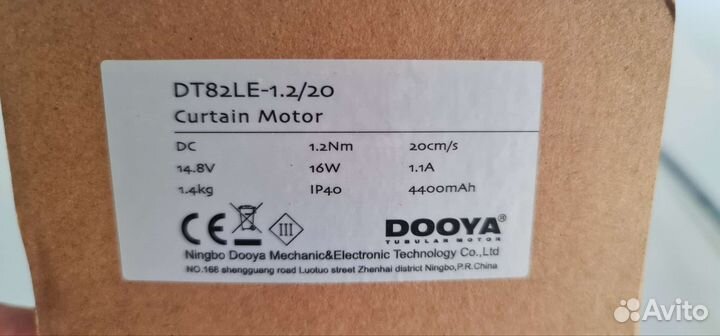 DT82LE-1.2/20
Curtain Motor
DC 1.2Nm 20cm/s
14.8V 16W 1.1A
1.4kg IP40 4400mAh
CE III DOOYA®
TUBULAR MOTOR
Ningbo Dooya Mechanic&Electronic Technology Co.,Ltd
NO.168 shengguang road Luotuo street Zhenhai district Ningbo,P.R.China
Avito